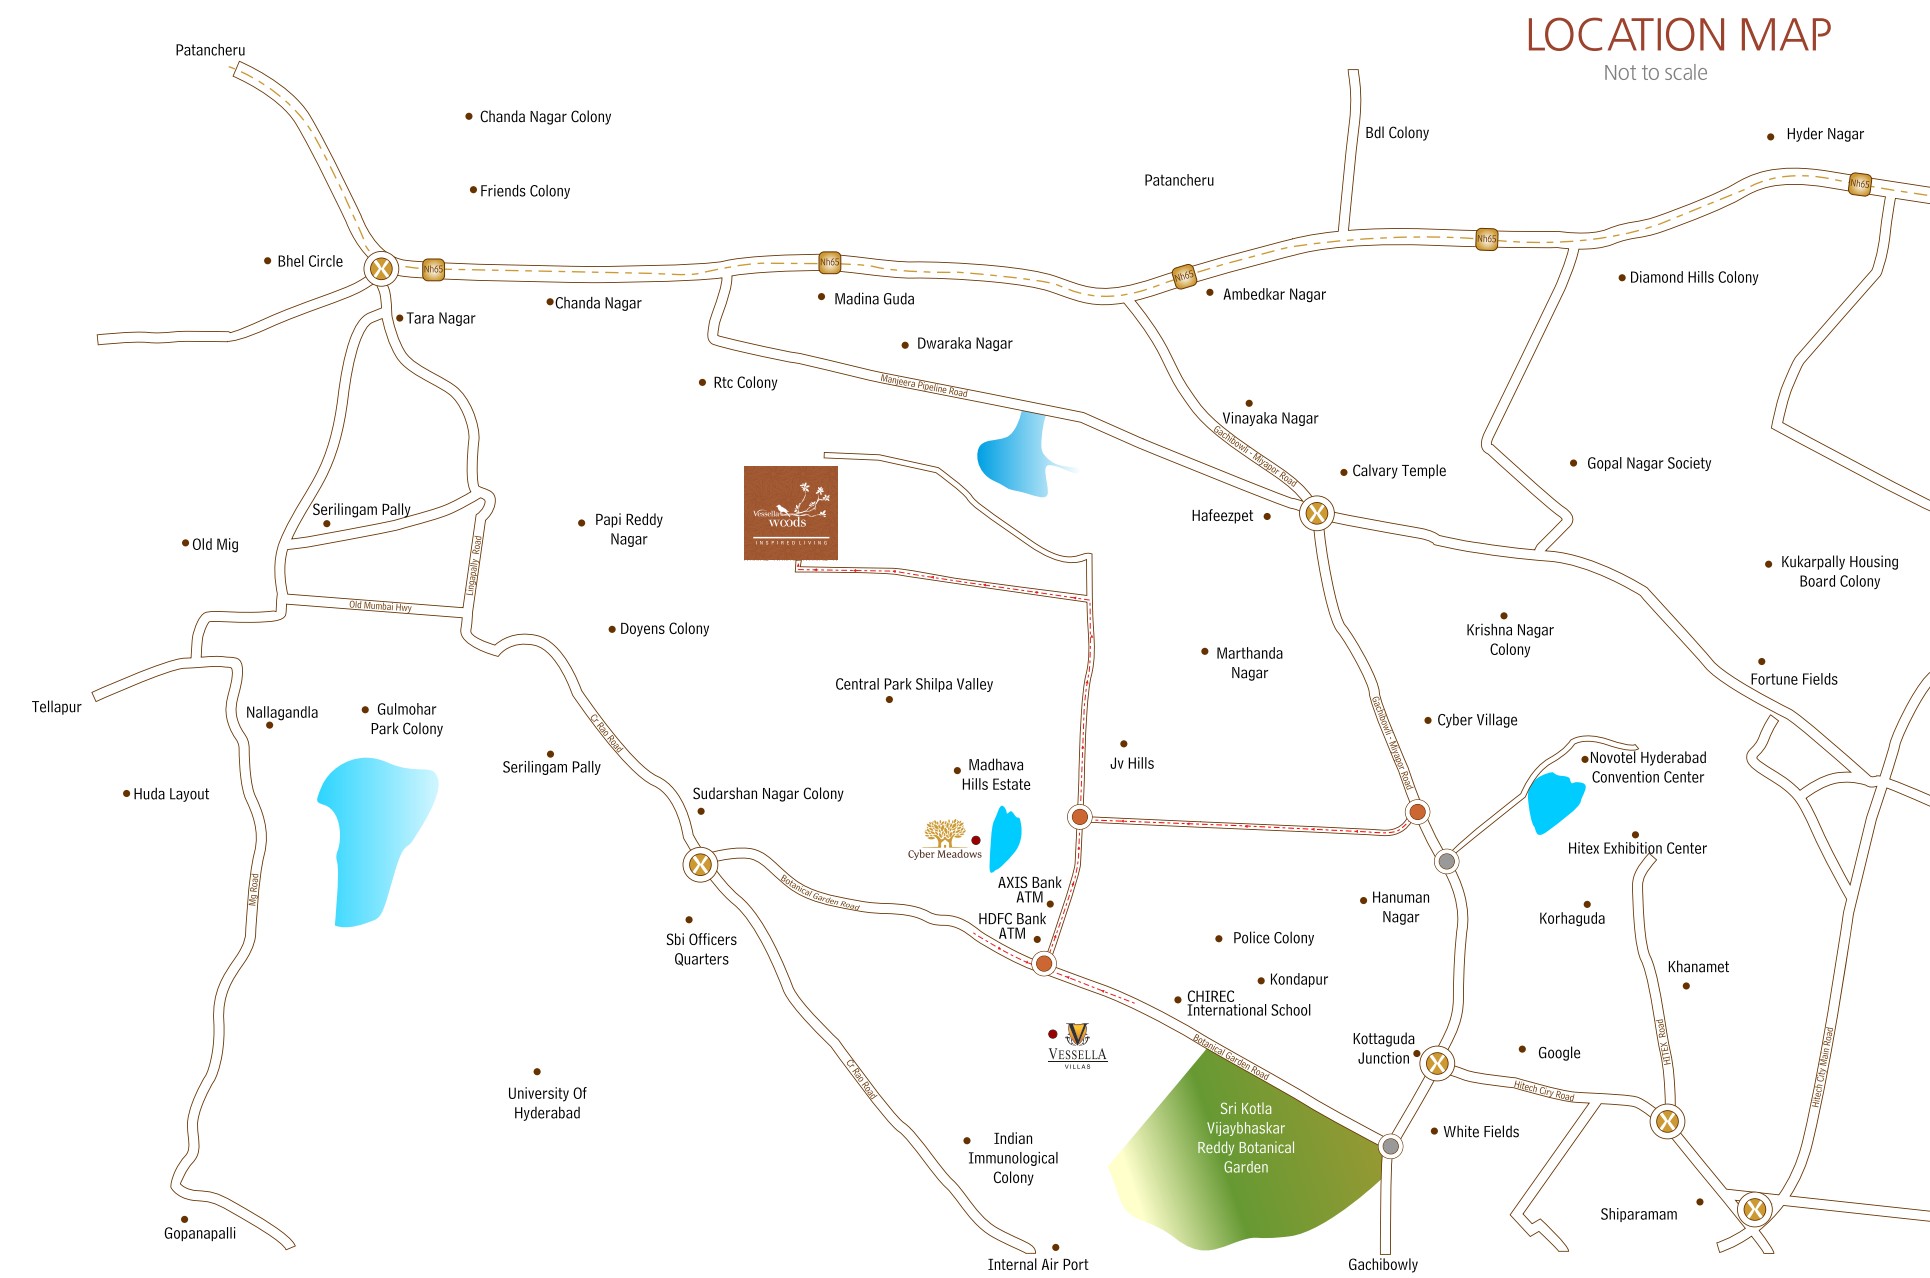 LOCATION MAP
Not to scale
Patancheru
Chanda Nagar Colony
Bdl Colony
Hyder Nagar
Friends Colony
Patancheru
Nh65
Nh65
Nh65
Nh65
Nh65
Bhel Circle
Diamond Hills Colony
Chanda Nagar
Madina Guda
Ambedkar Nagar
Tara Nagar
Dwaraka Nagar
Rtc Colony
Manjeera Pipeline Road
Vinayaka Nagar
Gachibowli - Miyapor Road
Calvary Temple
Gopal Nagar Society
Serilingam Pally
Papi Reddy
Nagar
Vessella
woods
INSPIRED LIVING
Hafeezpet
Old Mig
Lingapally Road
Kukarpally Housing
Board Colony
Old Mumbai Hwy
Doyens Colony
Krishna Nagar
Colony
Marthanda
Nagar
Fortune Fields
Central Park Shilpa Valley
Tellapur
Nallagandla
Gulmohar
Park Colony
Cr Rao Road
Gachibowli - Miyapor Road
Cyber Village
Serilingam Pally
Madhava
Hills Estate
Jv Hills
Novotel Hyderabad
Convention Center
Huda Layout
Sudarshan Nagar Colony
Cyber Meadows
Hitex Exhibition Center
Mg Road
Botanical Garden Road
AXIS Bank
ATM
HDFC Bank
ATM
Hanuman
Nagar
Korhaguda
Sbi Officers
Quarters
Police Colony
Khanamet
Kondapur
CHIREC
International School
VESSELLA
VILLAS
Botanical Garden Road
Kottaguda
Junction
Google
HITEX Road
Hitech City Main Road
Cr Rao Road
Hitech Ciry Road
University Of
Hyderabad
Sri Kotla
Vijaybhaskar
Reddy Botanical
Garden
White Fields
Indian
Immunological
Colony
Shiparamam
Gopanapalli
Internal Air Port
Gachibowly